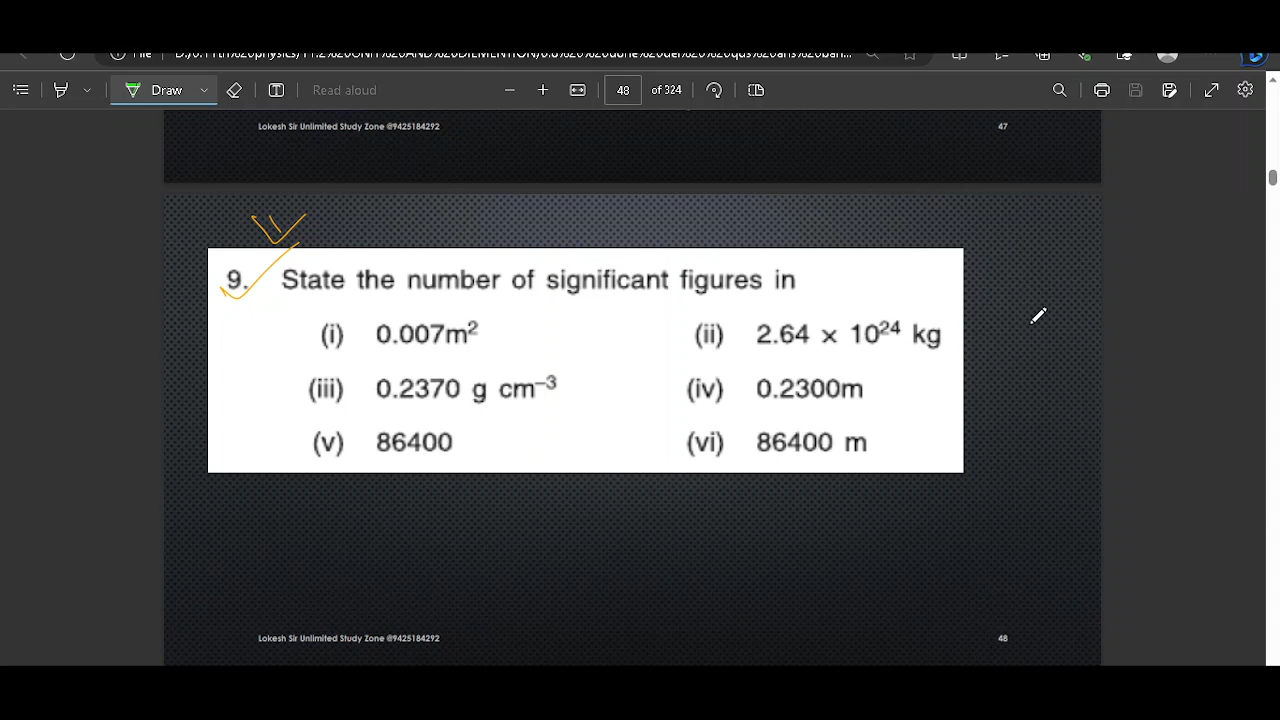 Draw
Read aloud
48 of 324
Lokesh Sir Unlimited Study Zone @9425184292 47
9. State the number of significant figures in
(i) 0.007m² (ii) 2.64 × 10²⁴ kg
(iii) 0.2370 g cm⁻³ (iv) 0.2300m
(v) 86400 (vi) 86400 m
Lokesh Sir Unlimited Study Zone @9425184292 48